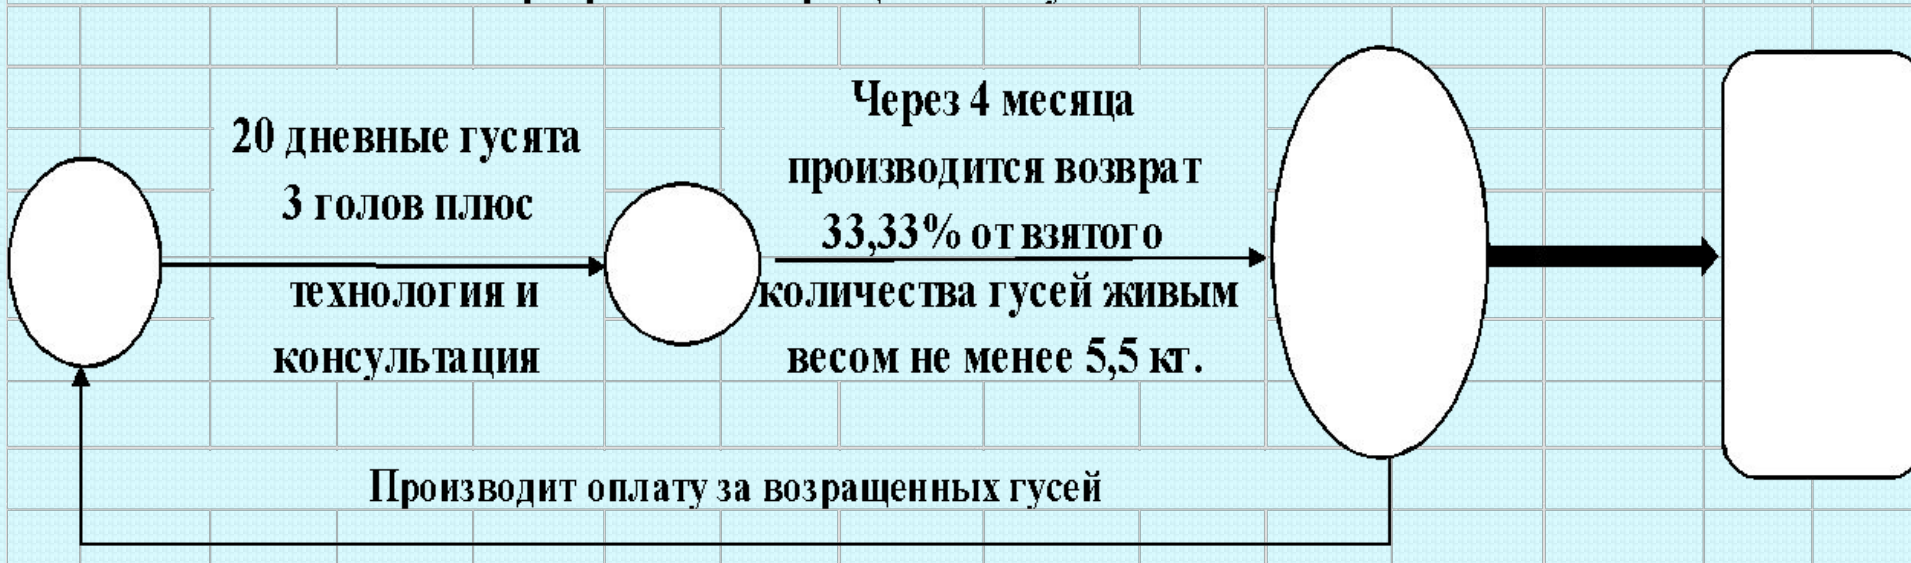 20 дневные гусята
3 голов плюс
технология и
консультация
Через 4 месяца
производится возврат
33,33% от взятого
количества гусей живым
весом не менее 5,5 кг.
Производит оплату за возращенных гусей